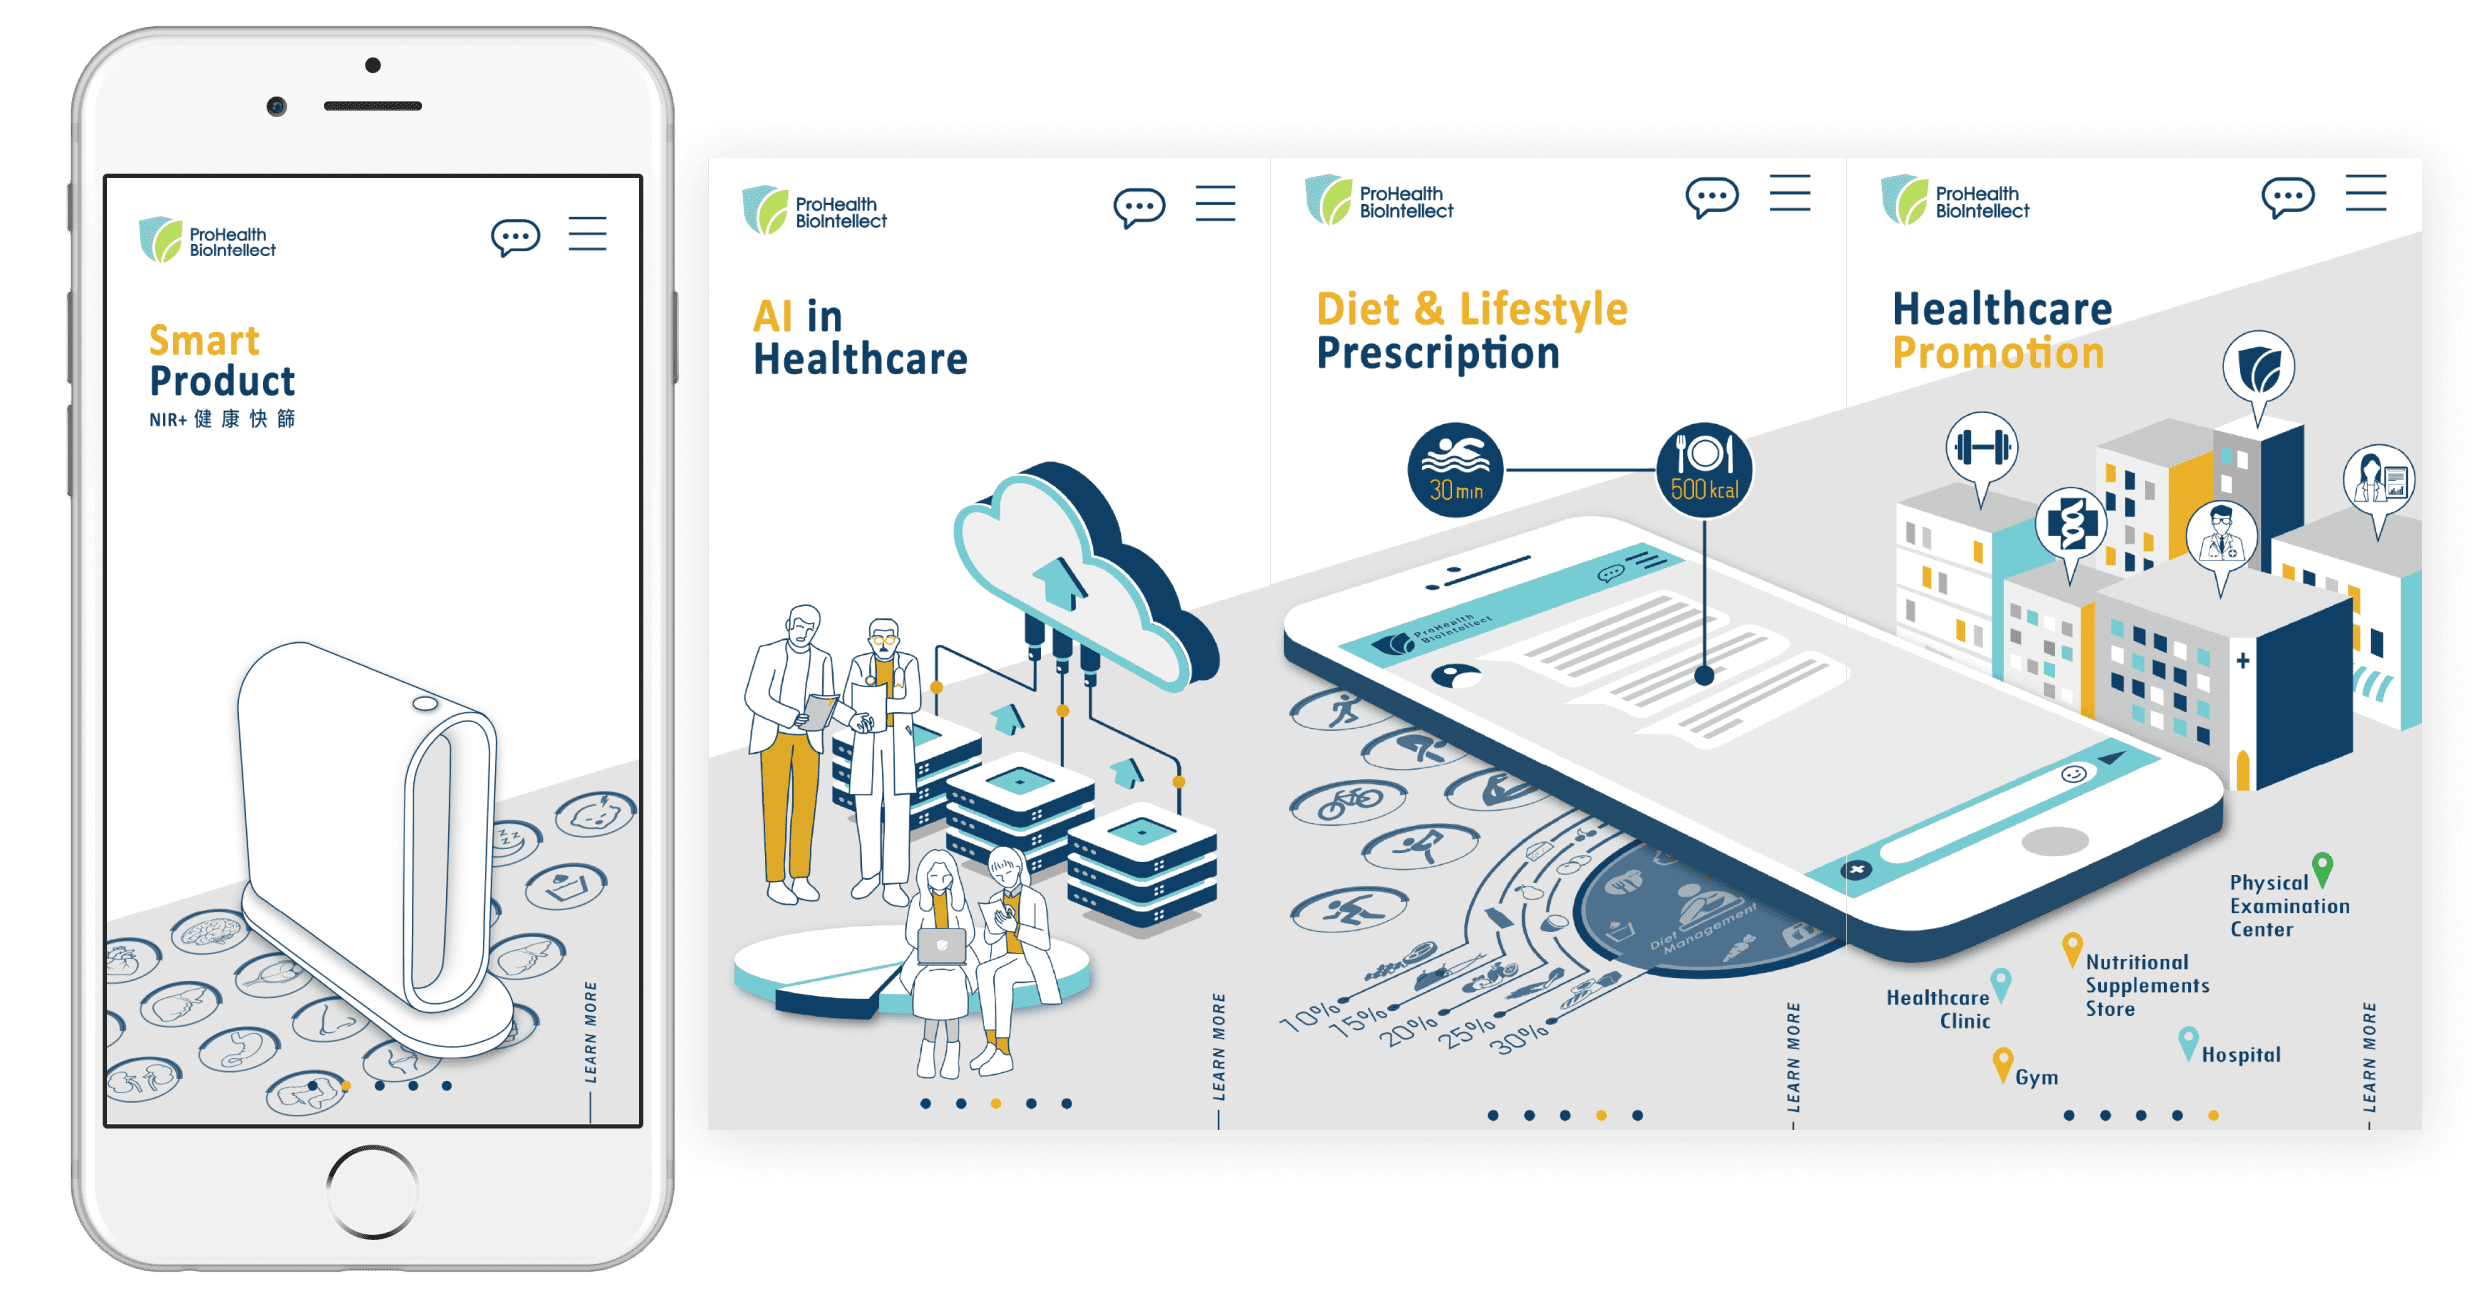 ProHealth
BioIntellect
Smart
Product
NIR+ 健康快篩
LEARN MORE
ProHealth
BioIntellect
AI in
Healthcare
LEARN MORE
ProHealth
BioIntellect
Diet & Lifestyle
Prescription
30 min
500 kcal
ProHealth
BioIntellect
Diet
Management
10%
15%
20%
25%
30%
LEARN MORE
ProHealth
BioIntellect
Healthcare
Promotion
Physical
Examination
Center
Nutritional
Supplements
Store
Healthcare
Clinic
Hospital
Gym
LEARN MORE